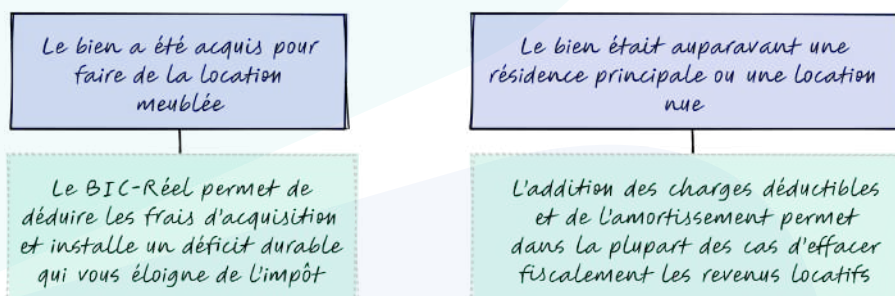 Le bien a été acquis pour
faire de la location
meublée
Le bien était auparavant une
résidence principale ou une location
nue
Le BIC-Réel permet de
déduire les frais d'acquisition
et installe un déficit durable
qui vous éloigne de l'impôt
L'addition des charges déductibles
et de l'amortissement permet
dans la plupart des cas d'effacer
fiscalement les revenus locatifs